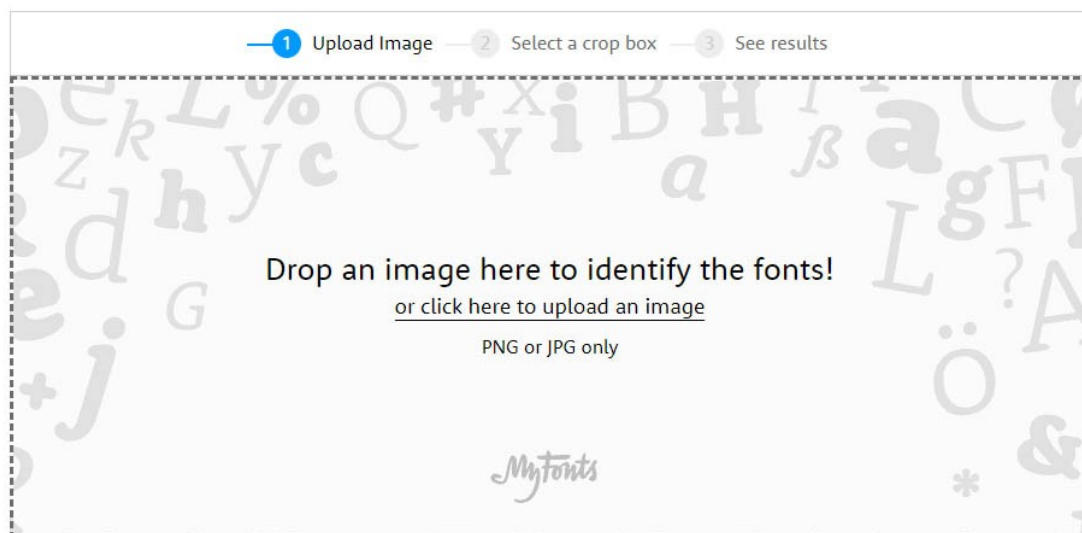 1 Upload Image 2 Select a crop box 3 See results
Drop an image here to identify the fonts!
or click here to upload an image
PNG or JPG only
MyFonts